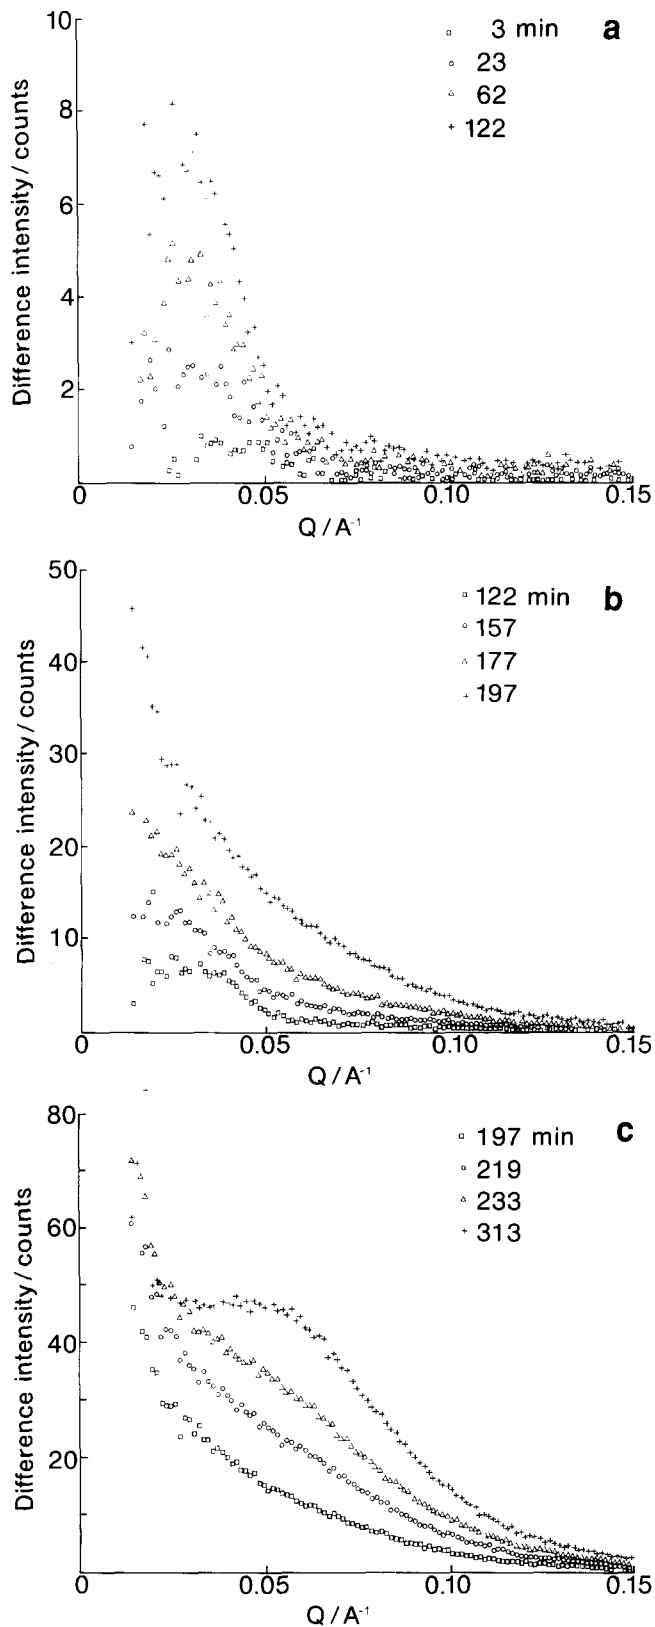 10
8
6
4
2
0
0.05
0.10
0.15
Difference intensity / counts
Q / A⁻¹
3 min
23
62
122
a
50
40
30
20
10
0
0.05
0.10
0.15
Difference intensity / counts
Q / A⁻¹
122 min
157
177
197
b
80
60
40
20
0
0.05
0.10
0.15
Difference intensity / counts
Q / A⁻¹
197 min
219
233
313
c